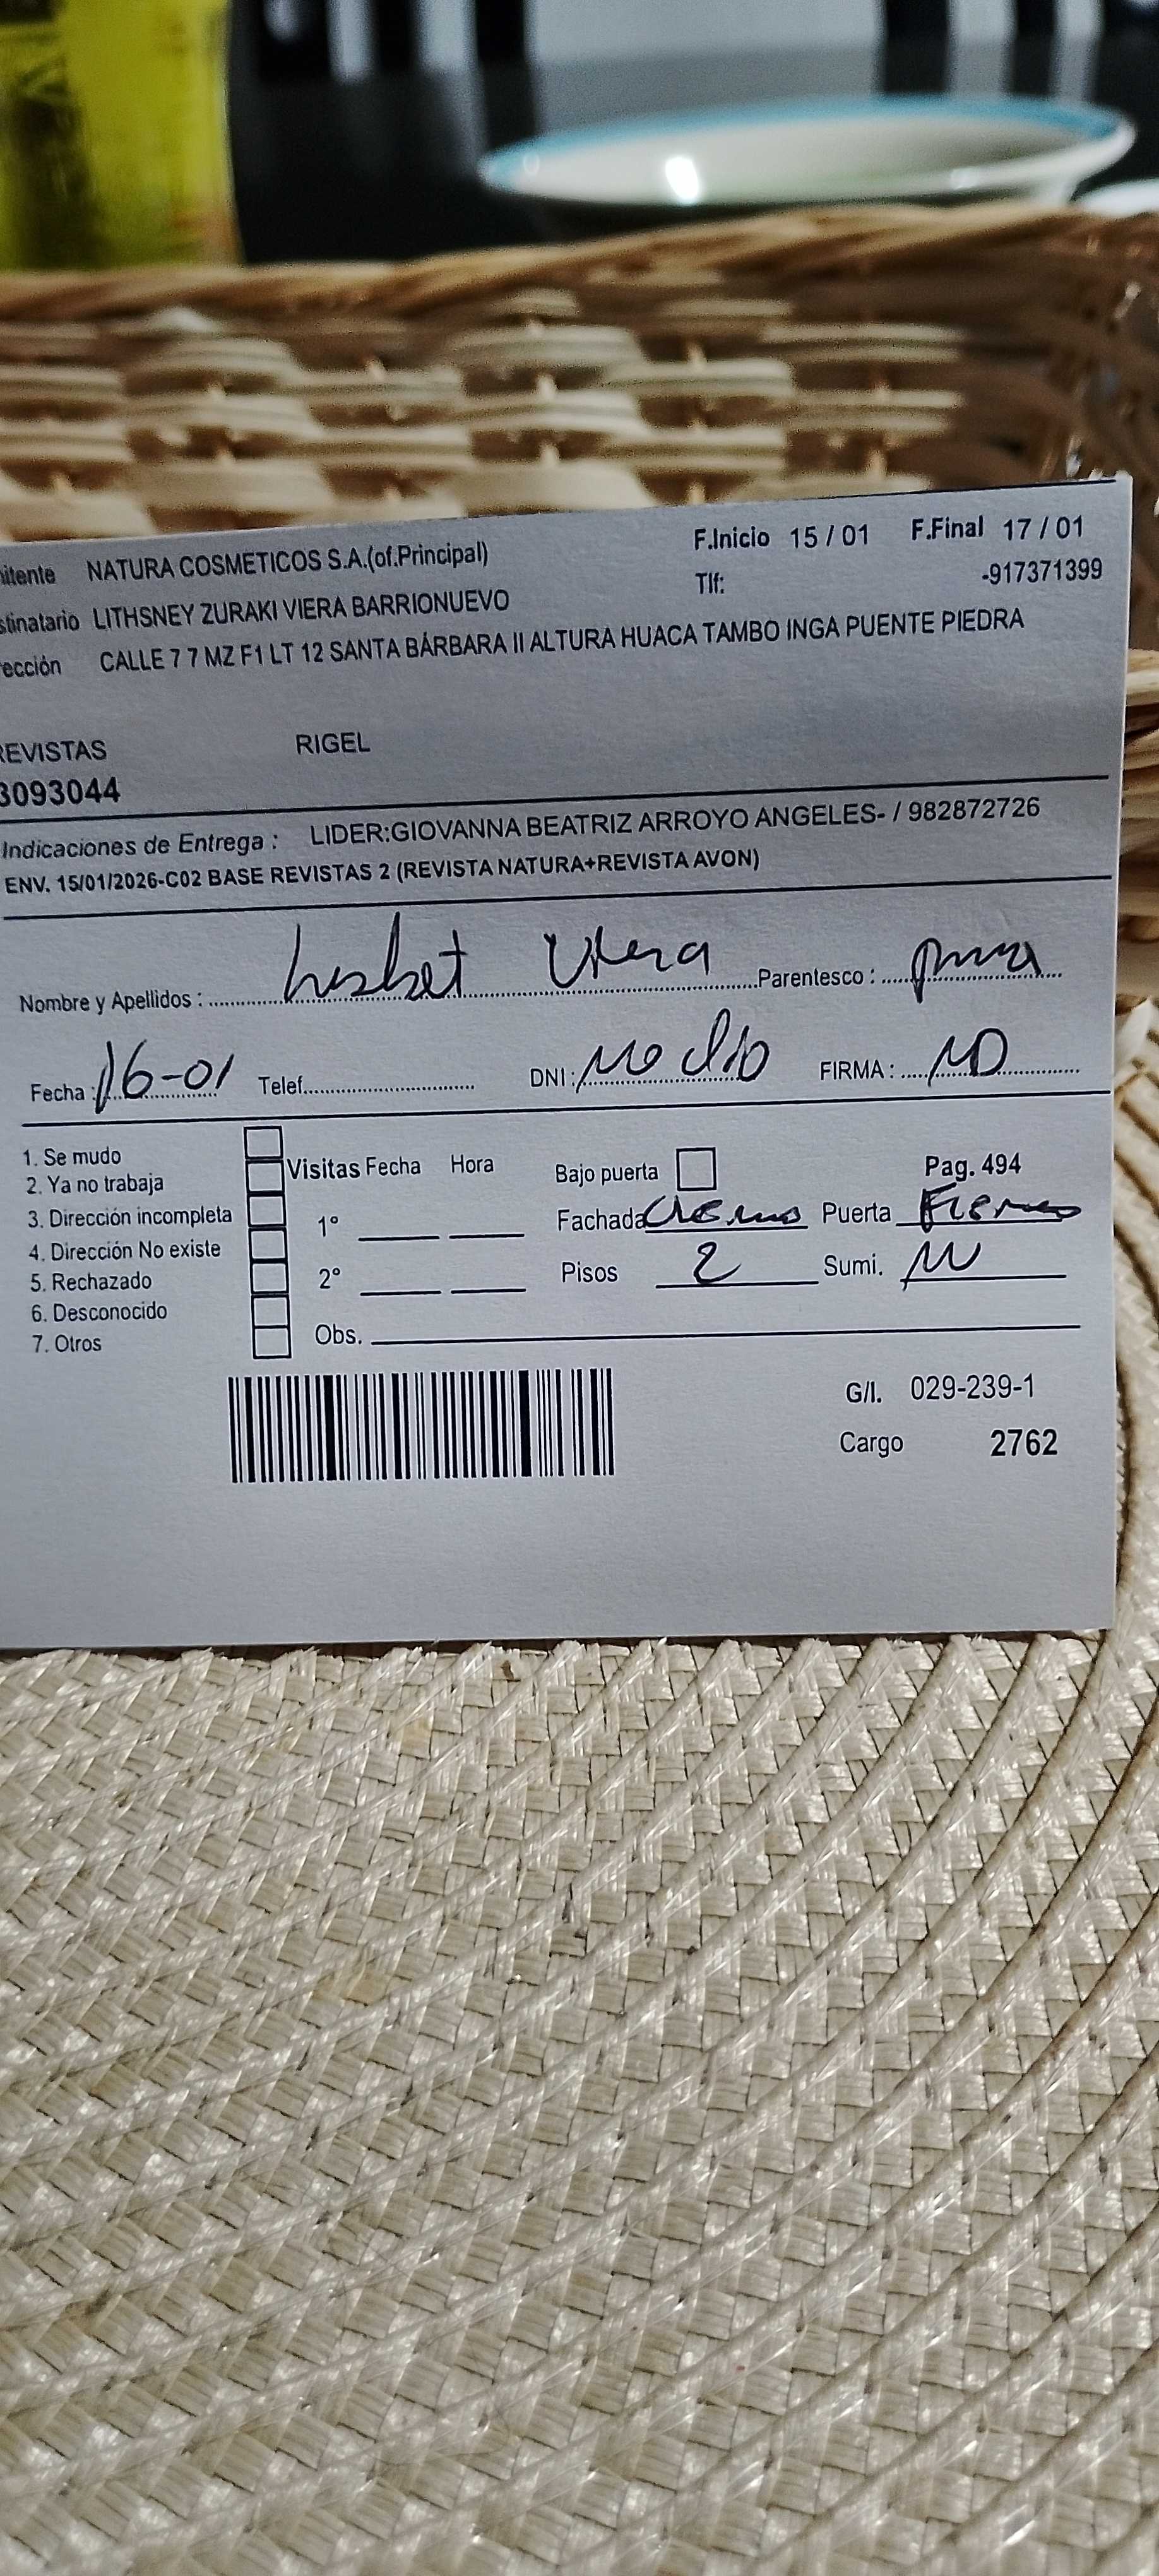 itente NATURA COSMETICOS S.A.(of.Principal) F.Inicio 15 / 01 F.Final 17 / 01
stinatario LITHSNEY ZURAKI VIERA BARRIONUEVO Tlf: -917371399
ección CALLE 7 7 MZ F1 LT 12 SANTA BÁRBARA II ALTURA HUACA TAMBO INGA PUENTE PIEDRA
REVISTAS RIGEL
3093044
Indicaciones de Entrega : LIDER:GIOVANNA BEATRIZ ARROYO ANGELES- / 982872726
ENV. 15/01/2026-C02 BASE REVISTAS 2 (REVISTA NATURA+REVISTA AVON)
Nombre y Apellidos : Viera Parentesco :
Fecha : 16-01 Telef. DNI : no dio FIRMA : ND
1. Se mudo
2. Ya no trabaja Visitas Fecha Hora Bajo puerta Pag. 494
3. Dirección incompleta 1° Fachada Puerta Fierro
4. Dirección No existe
5. Rechazado 2° Pisos 2 Sumi.
6. Desconocido
7. Otros Obs.
G/I. 029-239-1
Cargo 2762